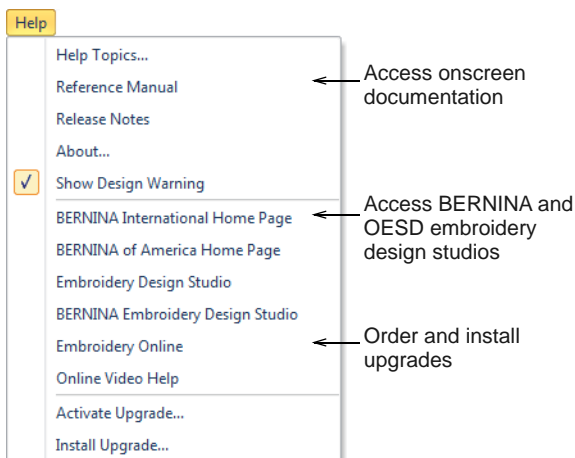 Help
Help Topics...
Reference Manual
Release Notes
About...
Show Design Warning
BERNINA International Home Page
BERNINA of America Home Page
Embroidery Design Studio
BERNINA Embroidery Design Studio
Embroidery Online
Online Video Help
Activate Upgrade...
Install Upgrade...
Access onscreen
documentation
Access BERNINA and
OESD embroidery
design studios
Order and install
upgrades